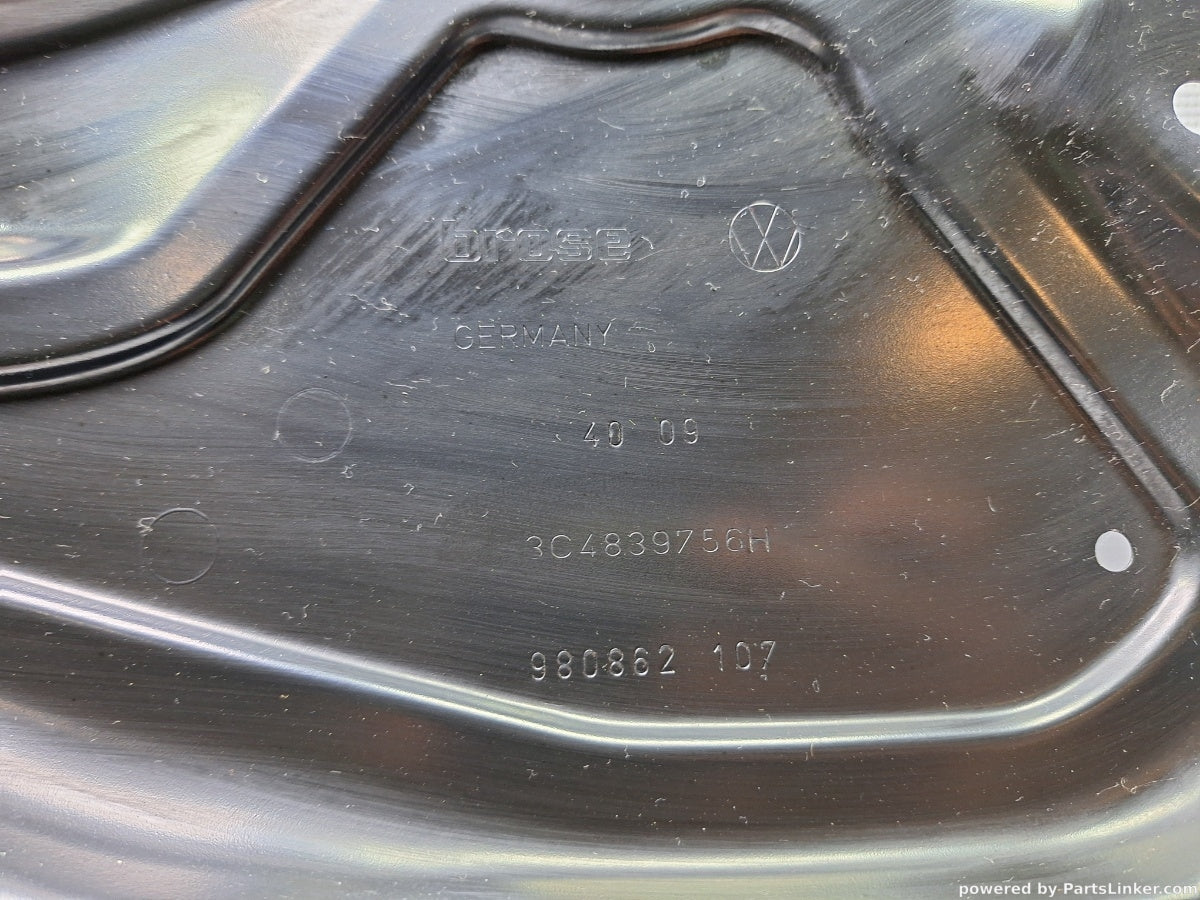 brose
GERMANY
40 09
3C4839756H
980862 107
powered by PartsLinker.com